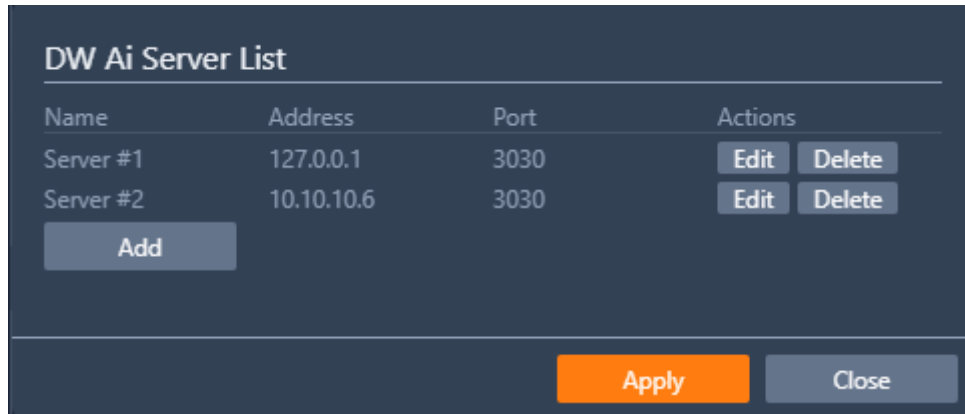 DW Ai Server List
Name Address Port Actions
Server #1 127.0.0.1 3030 Edit Delete
Server #2 10.10.10.6 3030 Edit Delete
Add
Apply Close